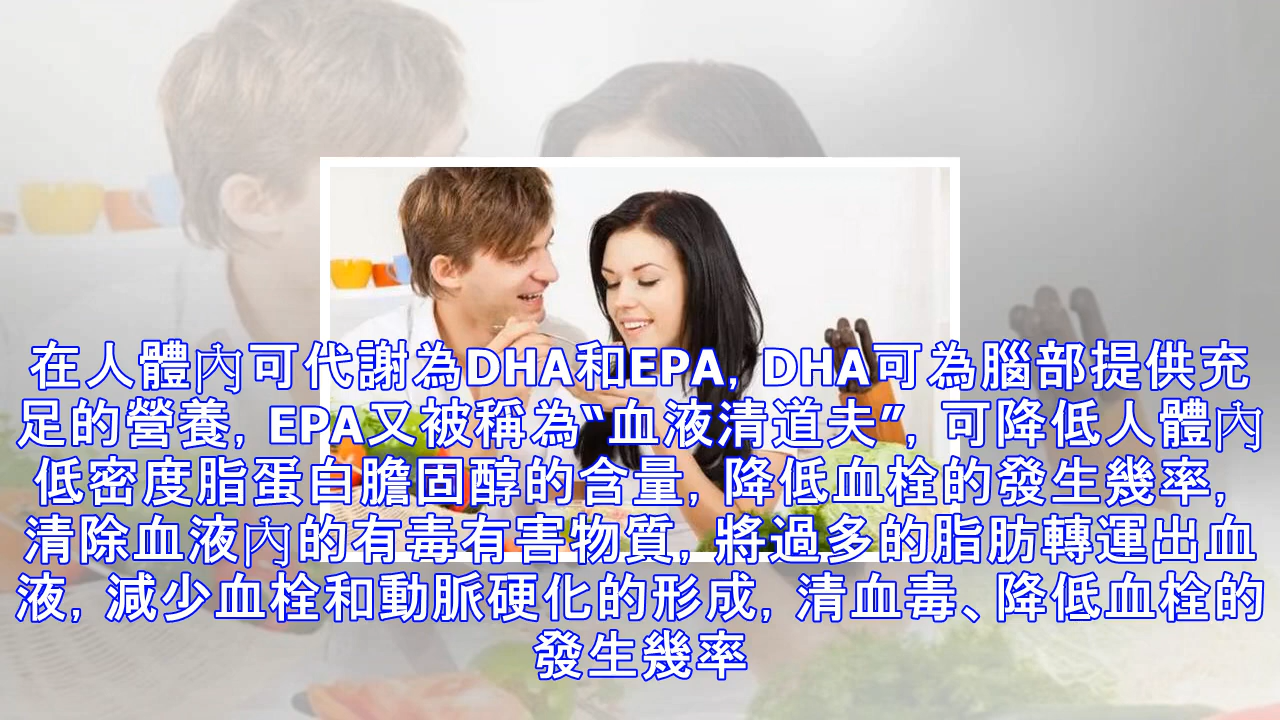 在人體內可代謝為DHA和EPA, DHA可為腦部提供充
足的營養, EPA又被稱為“血液清道夫”, 可降低人體內
低密度脂蛋白膽固醇的含量, 降低血栓的發生幾率,
清除血液內的有毒有害物質, 將過多的脂肪轉運出血
液, 減少血栓和動脈硬化的形成, 清血毒、降低血栓的
發生幾率